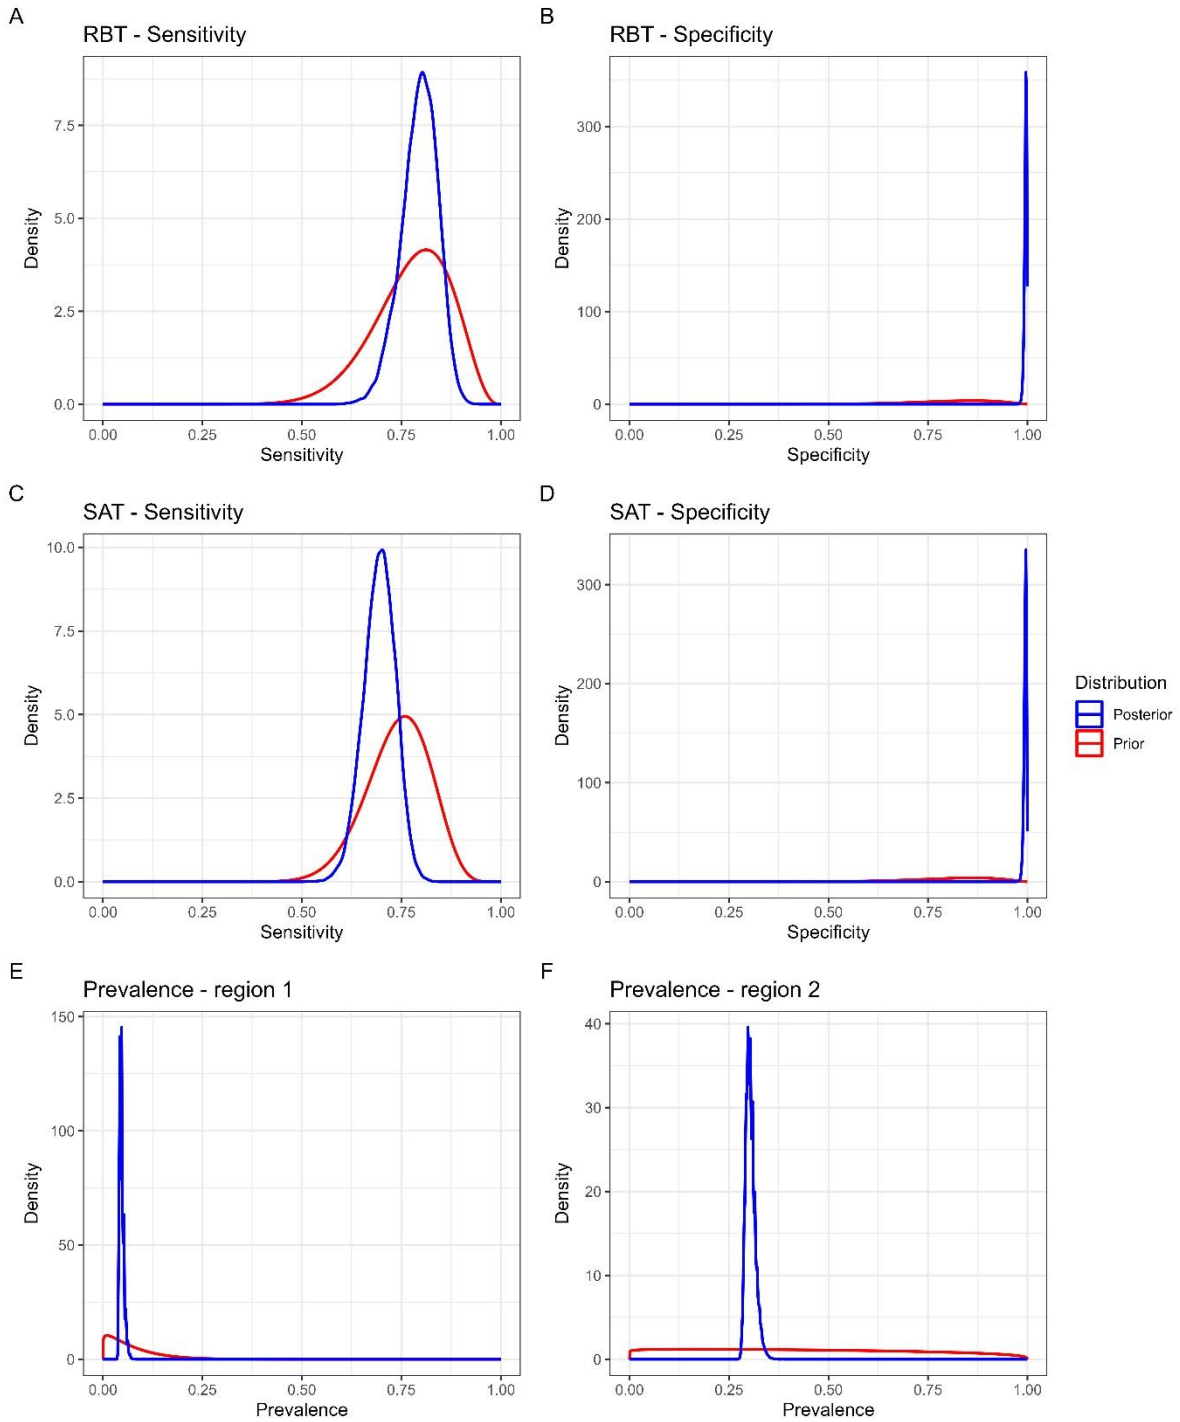 A
RBT - Sensitivity
7.5
5.0
2.5
0.0
Density
0.00 0.25 0.50 0.75 1.00
Sensitivity
B
RBT - Specificity
300
200
100
0
Density
0.00 0.25 0.50 0.75 1.00
Specificity
C
SAT - Sensitivity
10.0
7.5
5.0
2.5
0.0
Density
0.00 0.25 0.50 0.75 1.00
Sensitivity
D
SAT - Specificity
300
200
100
0
Density
0.00 0.25 0.50 0.75 1.00
Specificity
Distribution
Posterior
Prior
E
Prevalence - region 1
150
100
50
0
Density
0.00 0.25 0.50 0.75 1.00
Prevalence
F
Prevalence - region 2
40
30
20
10
0
Density
0.00 0.25 0.50 0.75 1.00
Prevalence